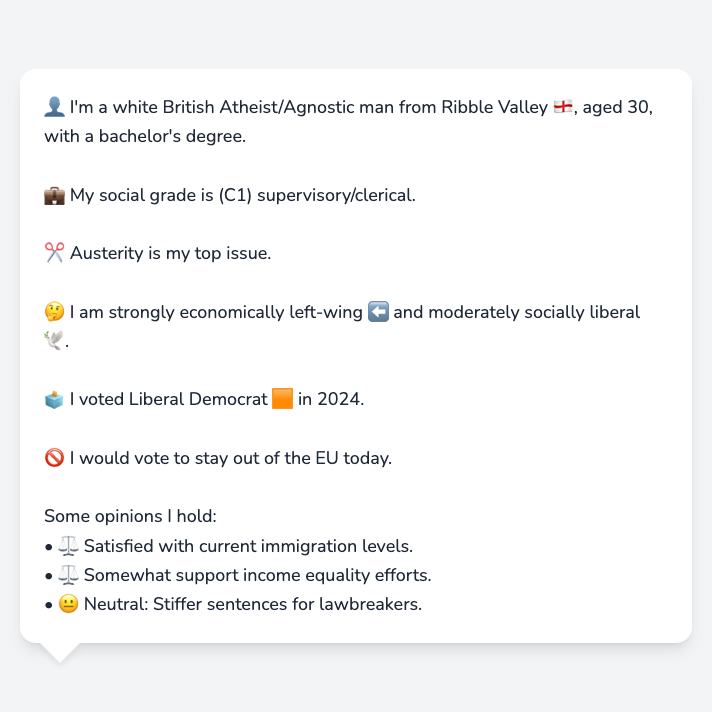 👤 I'm a white British Atheist/Agnostic man from Ribble Valley 🏴󠁧󠁢󠁥󠁮󠁧󠁿, aged 30,
with a bachelor's degree.
💼 My social grade is (C1) supervisory/clerical.
✂️ Austerity is my top issue.
🤔 I am strongly economically left-wing ⬅️ and moderately socially liberal
🕊️.
🗳️ I voted Liberal Democrat 🟧 in 2024.
🚫 I would vote to stay out of the EU today.
Some opinions I hold:
• ⚖️ Satisfied with current immigration levels.
• ⚖️ Somewhat support income equality efforts.
• 😐 Neutral: Stiffer sentences for lawbreakers.